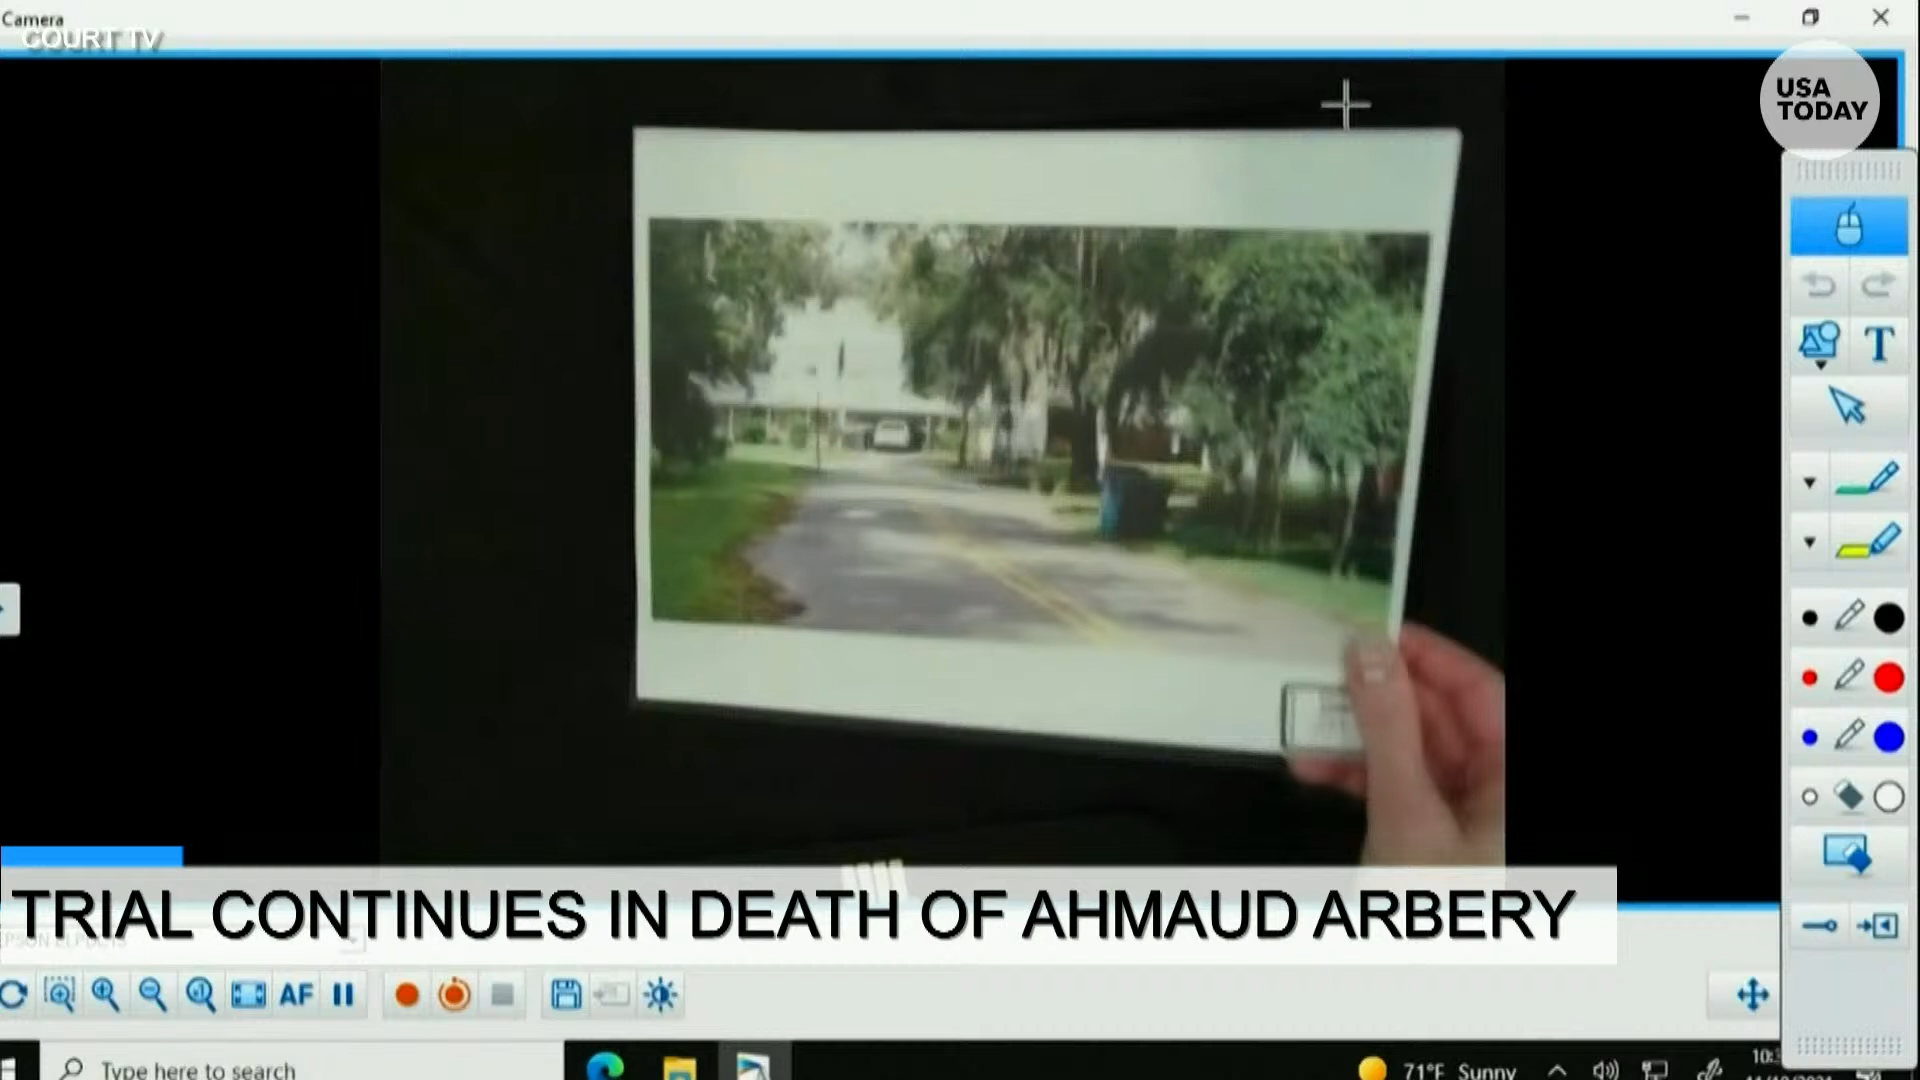 Camera
COURT TV
USA
TODAY
T
TRIAL CONTINUES IN DEATH OF AHMAUD ARBERY
AF
Type here to search
71°F Sunny